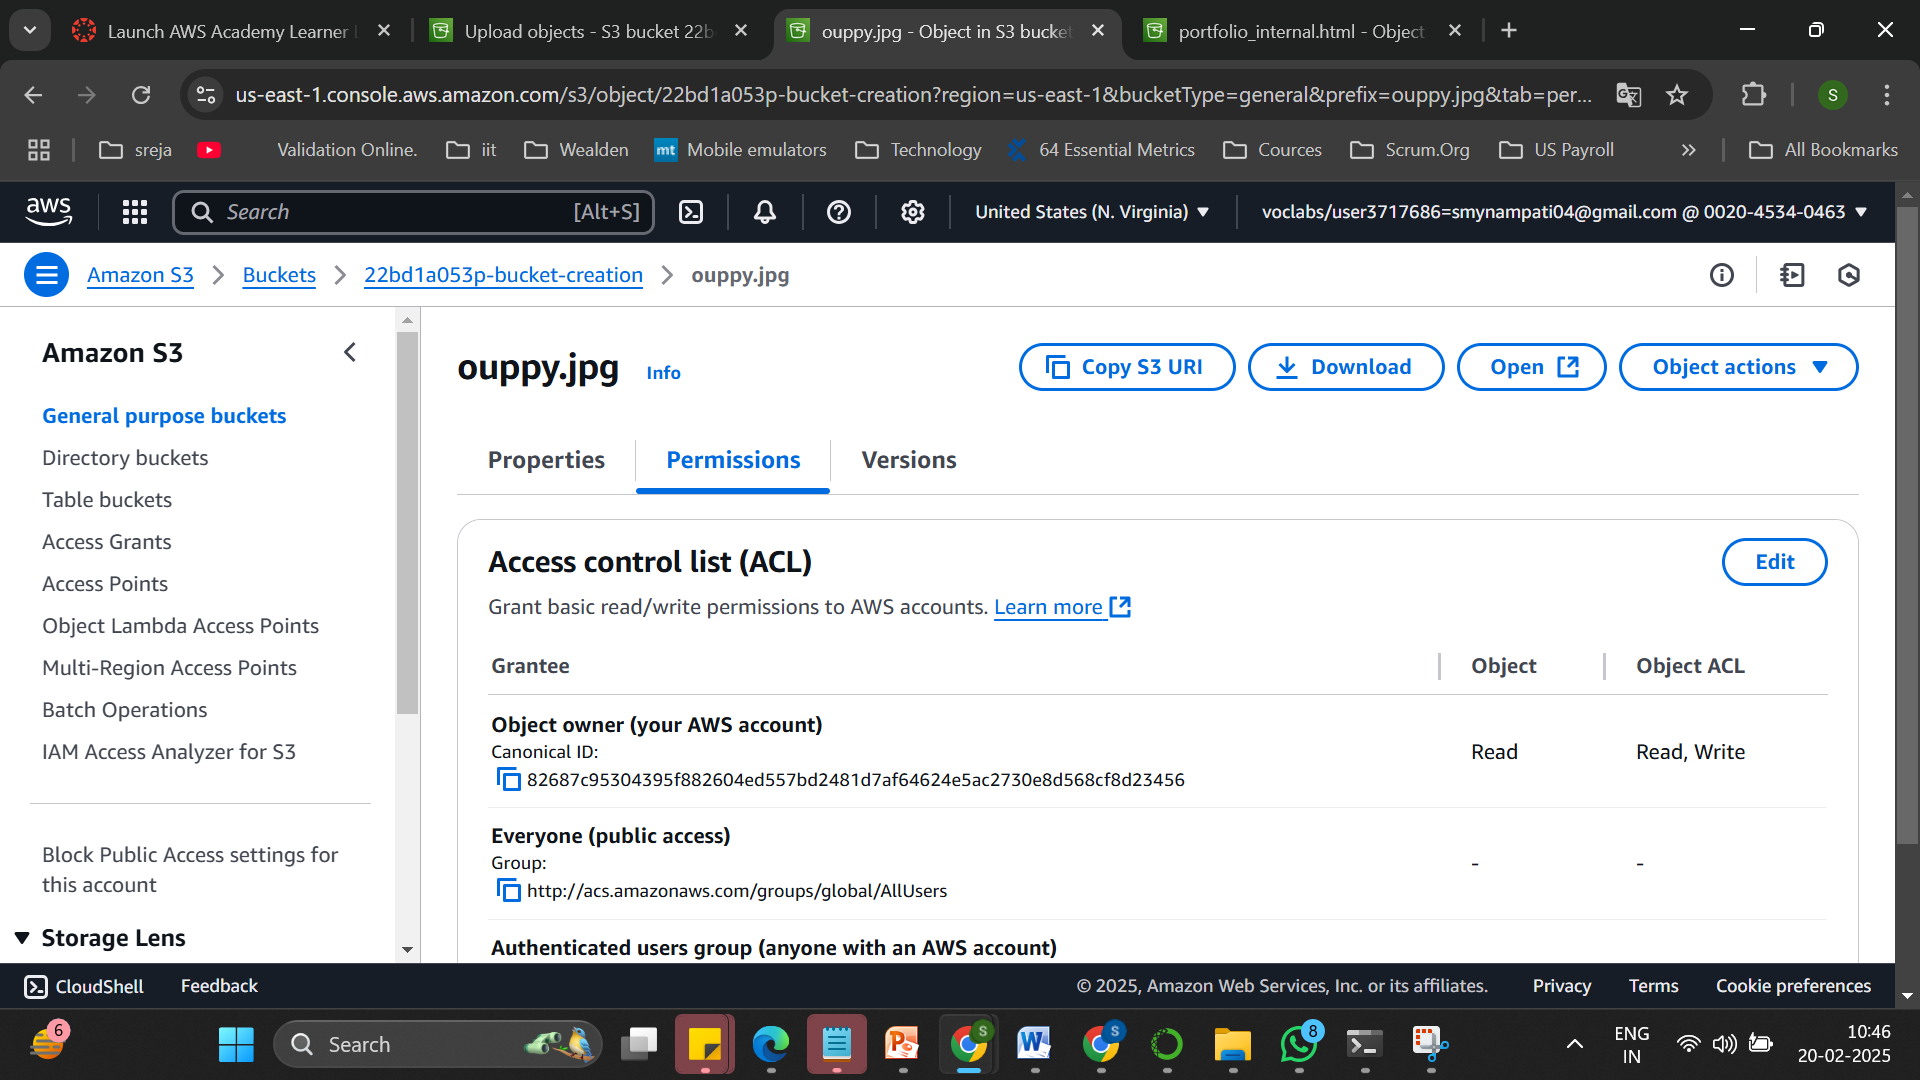 Launch AWS Academy Learner L
Upload objects - S3 bucket 22b
ouppy.jpg - Object in S3 bucket
portfolio_internal.html - Object
us-east-1.console.aws.amazon.com/s3/object/22bd1a053p-bucket-creation?region=us-east-1&bucketType=general&prefix=ouppy.jpg&tab=per...
S
sreja
Validation Online.
iit
Wealden
mt Mobile emulators
Technology
64 Essential Metrics
Cources
Scrum.Org
US Payroll
All Bookmarks
aws
Search [Alt+S]
United States (N. Virginia)
voclabs/user3717686=smynampati04@gmail.com @ 0020-4534-0463
Amazon S3 > Buckets > 22bd1a053p-bucket-creation > ouppy.jpg
Amazon S3
General purpose buckets
Directory buckets
Table buckets
Access Grants
Access Points
Object Lambda Access Points
Multi-Region Access Points
Batch Operations
IAM Access Analyzer for S3
Block Public Access settings for
this account
Storage Lens
ouppy.jpg Info
Copy S3 URI
Download
Open
Object actions
Properties
Permissions
Versions
Access control list (ACL)
Edit
Grant basic read/write permissions to AWS accounts. Learn more
Grantee Object Object ACL
Object owner (your AWS account)
Canonical ID:
82687c95304395f882604ed557bd2481d7af64624e5ac2730e8d568cf8d23456
Read Read, Write
Everyone (public access)
Group:
http://acs.amazonaws.com/groups/global/AllUsers
- -
Authenticated users group (anyone with an AWS account)
CloudShell Feedback
© 2025, Amazon Web Services, Inc. or its affiliates. Privacy Terms Cookie preferences
6
Search
S
S
8
ENG
IN
10:46
20-02-2025